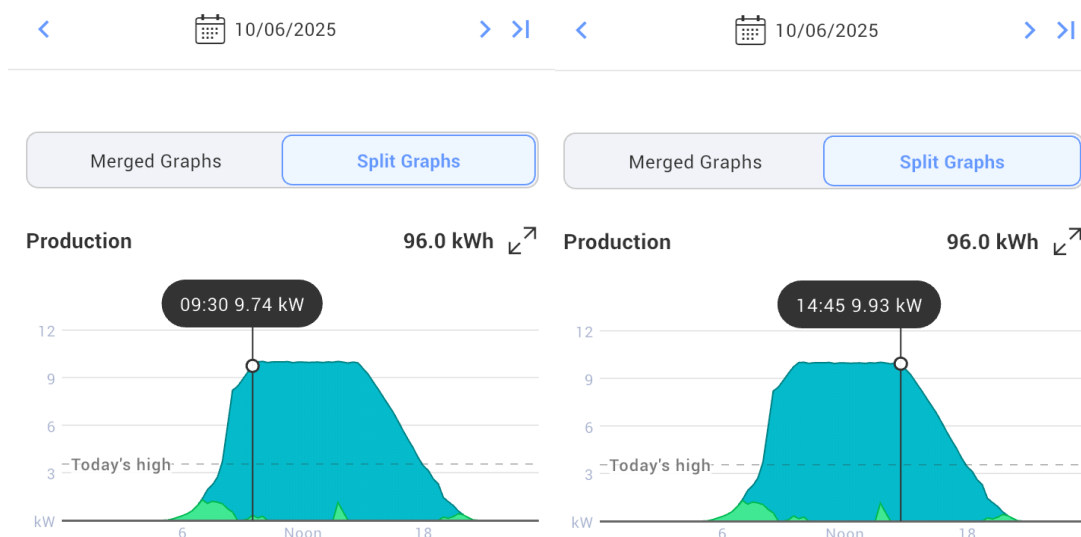 10/06/2025
Merged Graphs
Split Graphs
Production
96.0 kWh
09:30 9.74 kW
12
9
6
Today's high
3
kW
6
Noon
18
10/06/2025
Merged Graphs
Split Graphs
Production
96.0 kWh
14:45 9.93 kW
12
9
6
Today's high
3
kW
6
Noon
18